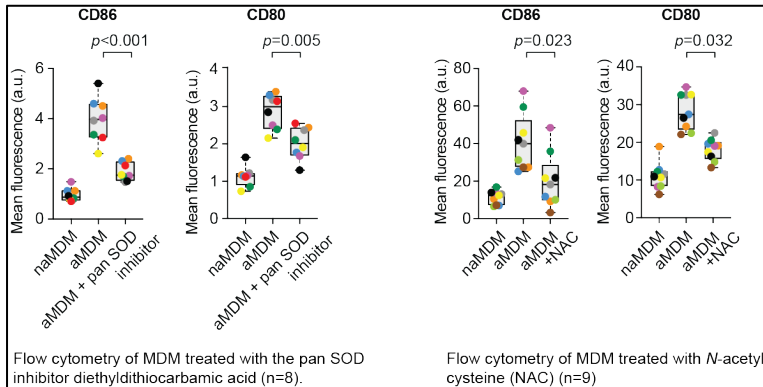 CD86
p<0.001
Mean fluorescence (a.u.)
6
4
2
0
naMDM
aMDM
aMDM + pan SOD
inhibitor
CD80
p=0.005
Mean fluorescence (a.u.)
4
3
2
1
0
naMDM
aMDM
aMDM + pan SOD
inhibitor
Flow cytometry of MDM treated with the pan SOD
inhibitor diethyldithiocarbamic acid (n=8).
CD86
p=0.023
Mean fluorescence (a.u.)
80
60
40
20
0
naMDM
aMDM
aMDM
+NAC
CD80
p=0.032
Mean fluorescence (a.u.)
40
30
20
10
0
naMDM
aMDM
aMDM
+NAC
Flow cytometry of MDM treated with N-acetyl
cysteine (NAC) (n=9)